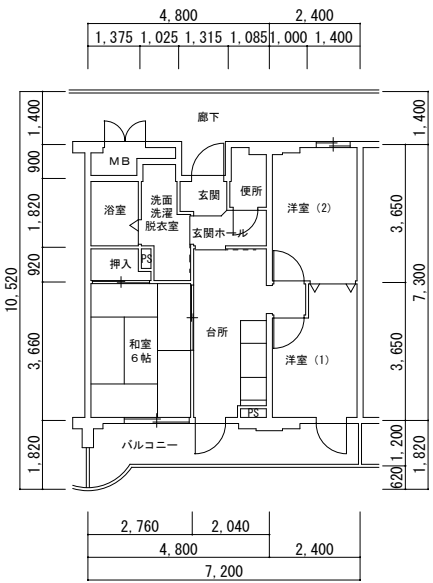 4,800
2,400
1,375
1,025
1,315
1,085
1,000
1,400
廊下
1,400
900
1,820
920
3,660
1,820
10,520
1,400
3,650
3,650
1,200
620
7,300
1,820
MB
浴室
洗面
洗濯
脱衣室
玄関
便所
洋室（2）
玄関ホール
押入
PS
台所
和室
6帖
洋室（1）
PS
バルコニー
2,760
2,040
4,800
2,400
7,200